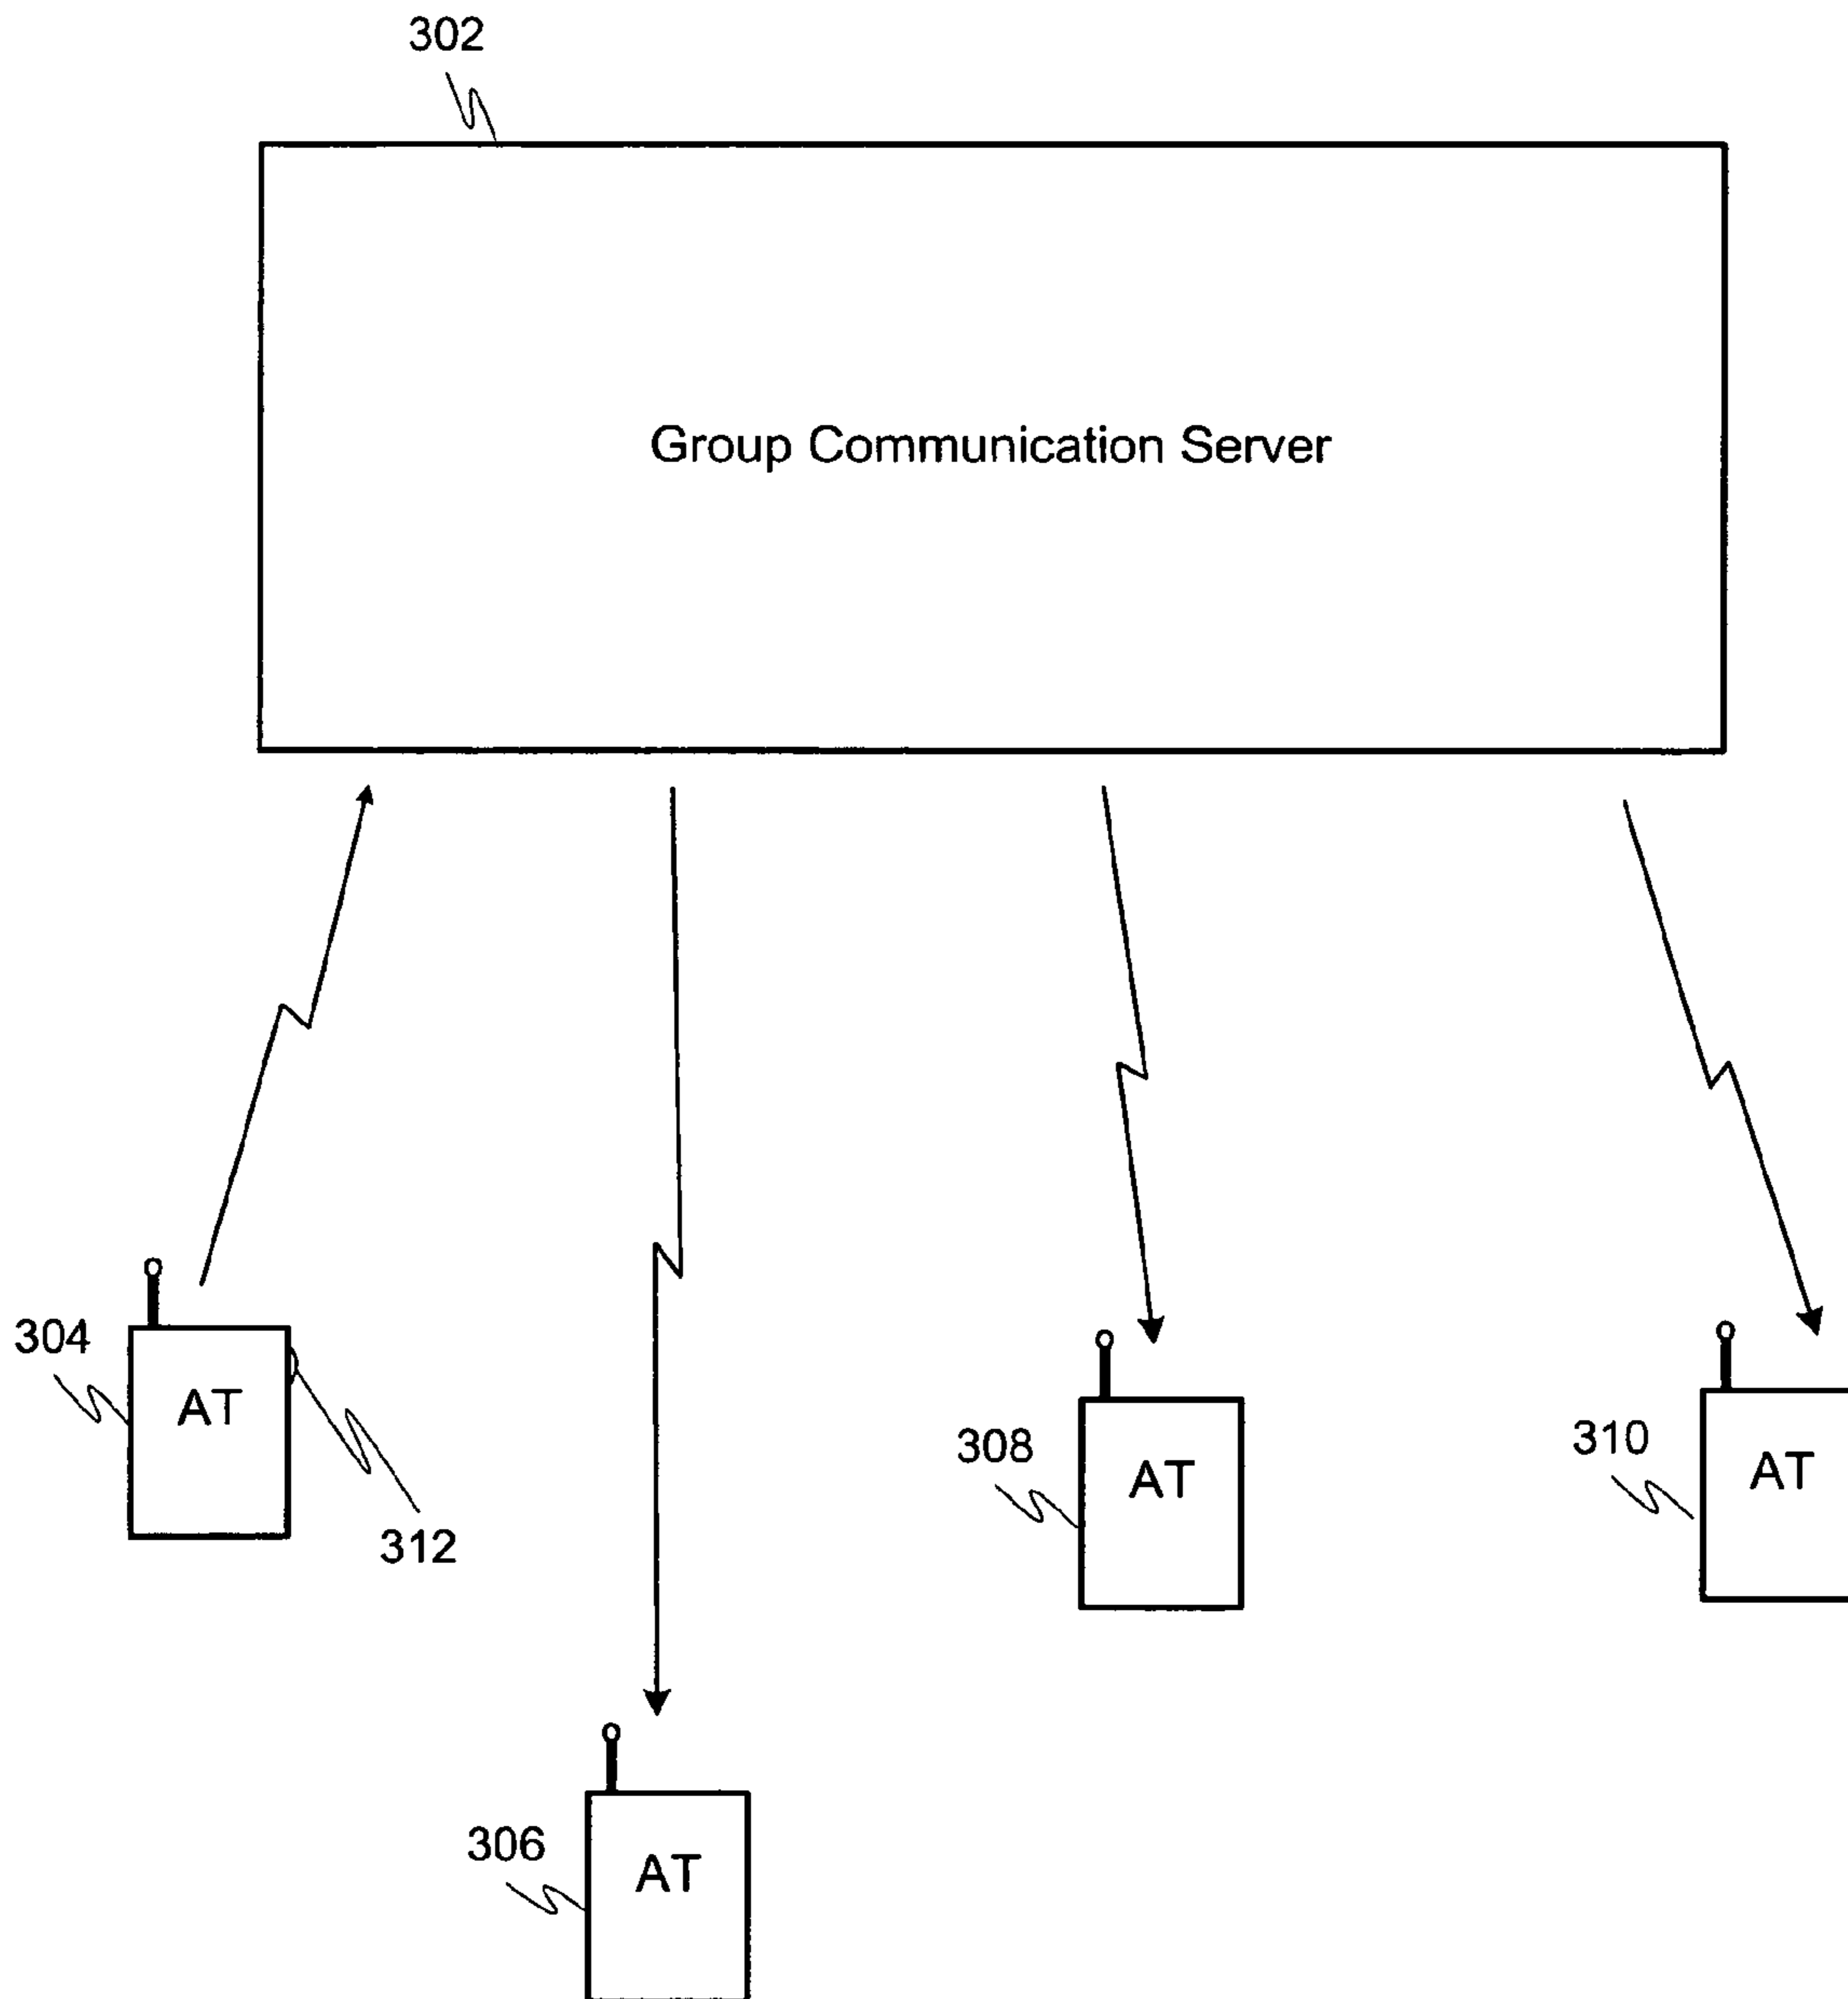 302
Group Communication Server
304
AT
312
308
AT
310
AT
306
AT